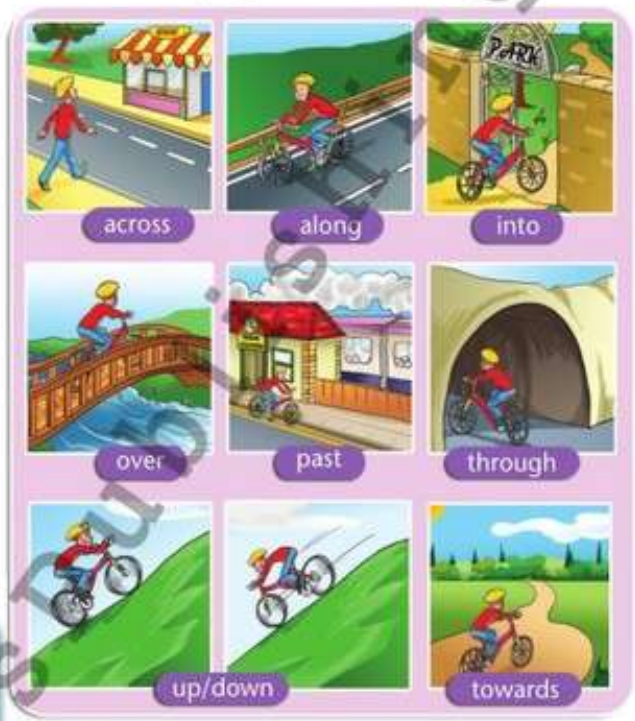 PARK
across
along
into
over
past
through
up/down
towards